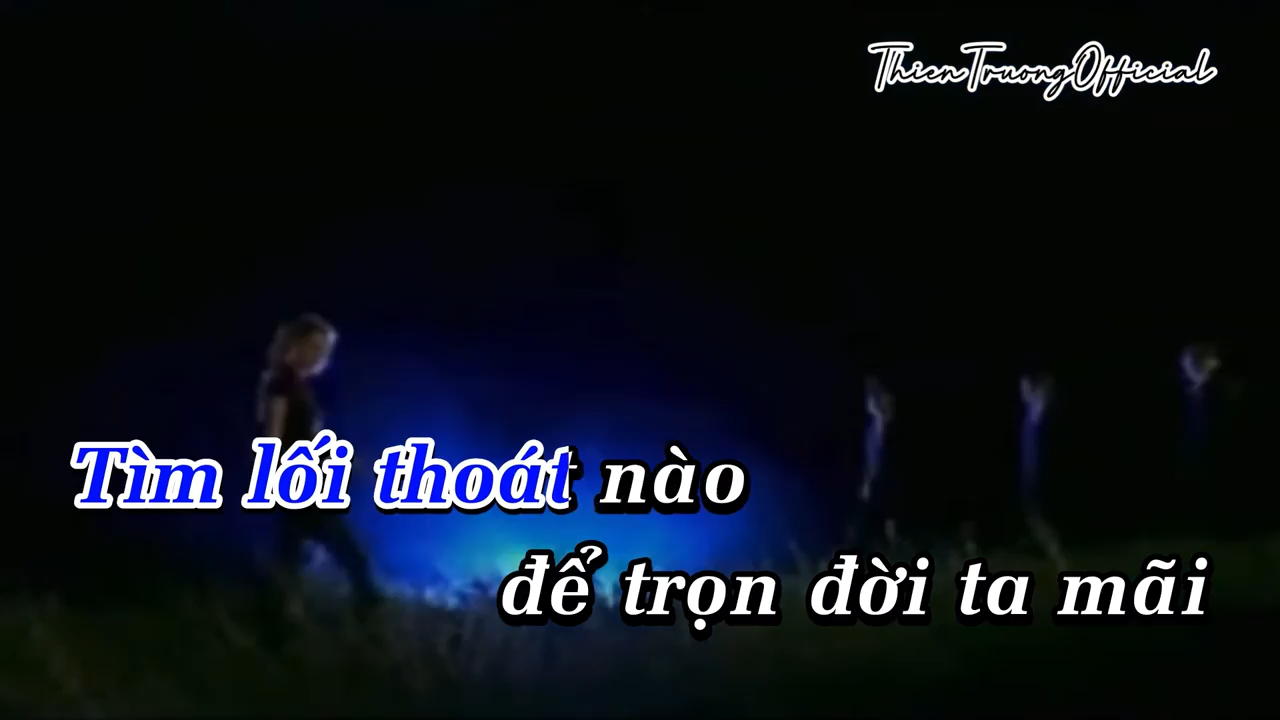 ThienTruongOfficial
Tìm lối thoát nào
để trọn đời ta mãi